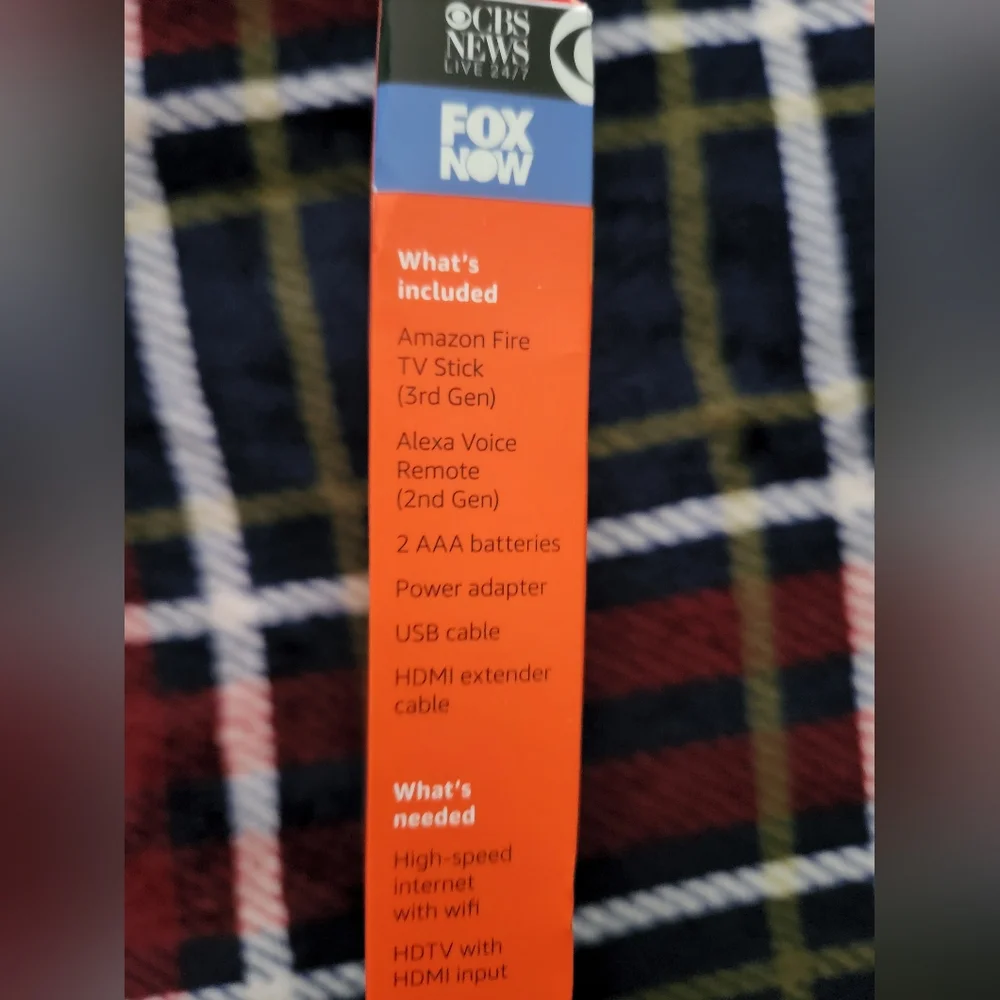 CBS
NEWS
LIVE 24/7
FOX
NOW
What's
included
Amazon Fire
TV Stick
(3rd Gen)
Alexa Voice
Remote
(2nd Gen)
2 AAA batteries
Power adapter
USB cable
HDMI extender
cable
What's
needed
High-speed
internet
with wifi
HDTV with
HDMI input